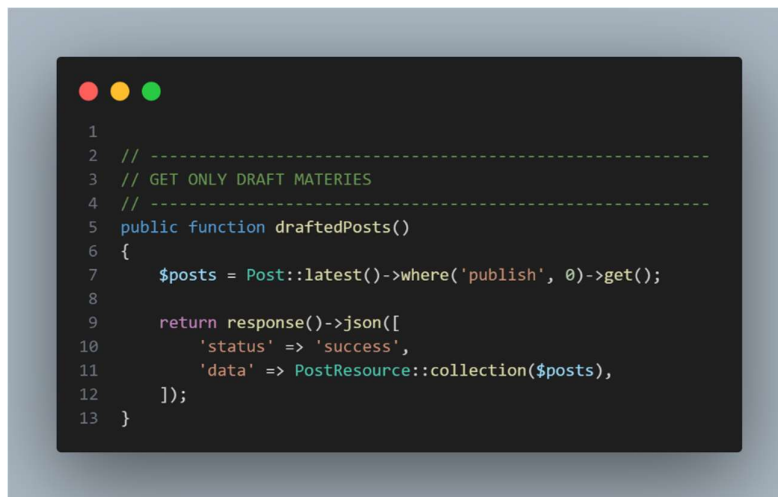 1
2 // ----------------------------------------------------------
3 // GET ONLY DRAFT MATERIES
4 // ----------------------------------------------------------
5 public function draftedPosts()
6 {
7     $posts = Post::latest()->where('publish', 0)->get();
8
9     return response()->json([
10         'status' => 'success',
11         'data' => PostResource::collection($posts),
12     ]);
13 }